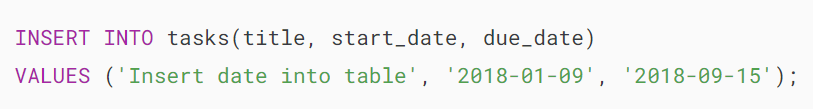 INSERT INTO tasks(title, start_date, due_date)
VALUES ('Insert date into table', '2018-01-09', '2018-09-15');